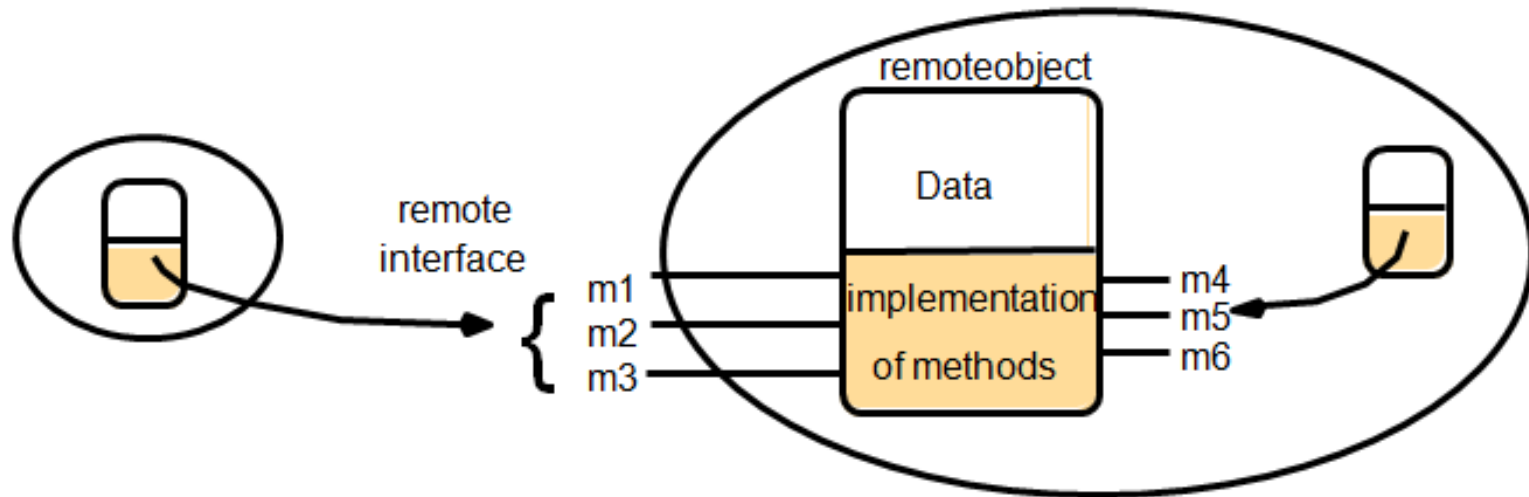 remoteobject
Data
remote
interface
m1
m2
m3
implementation
of methods
m4
m5
m6